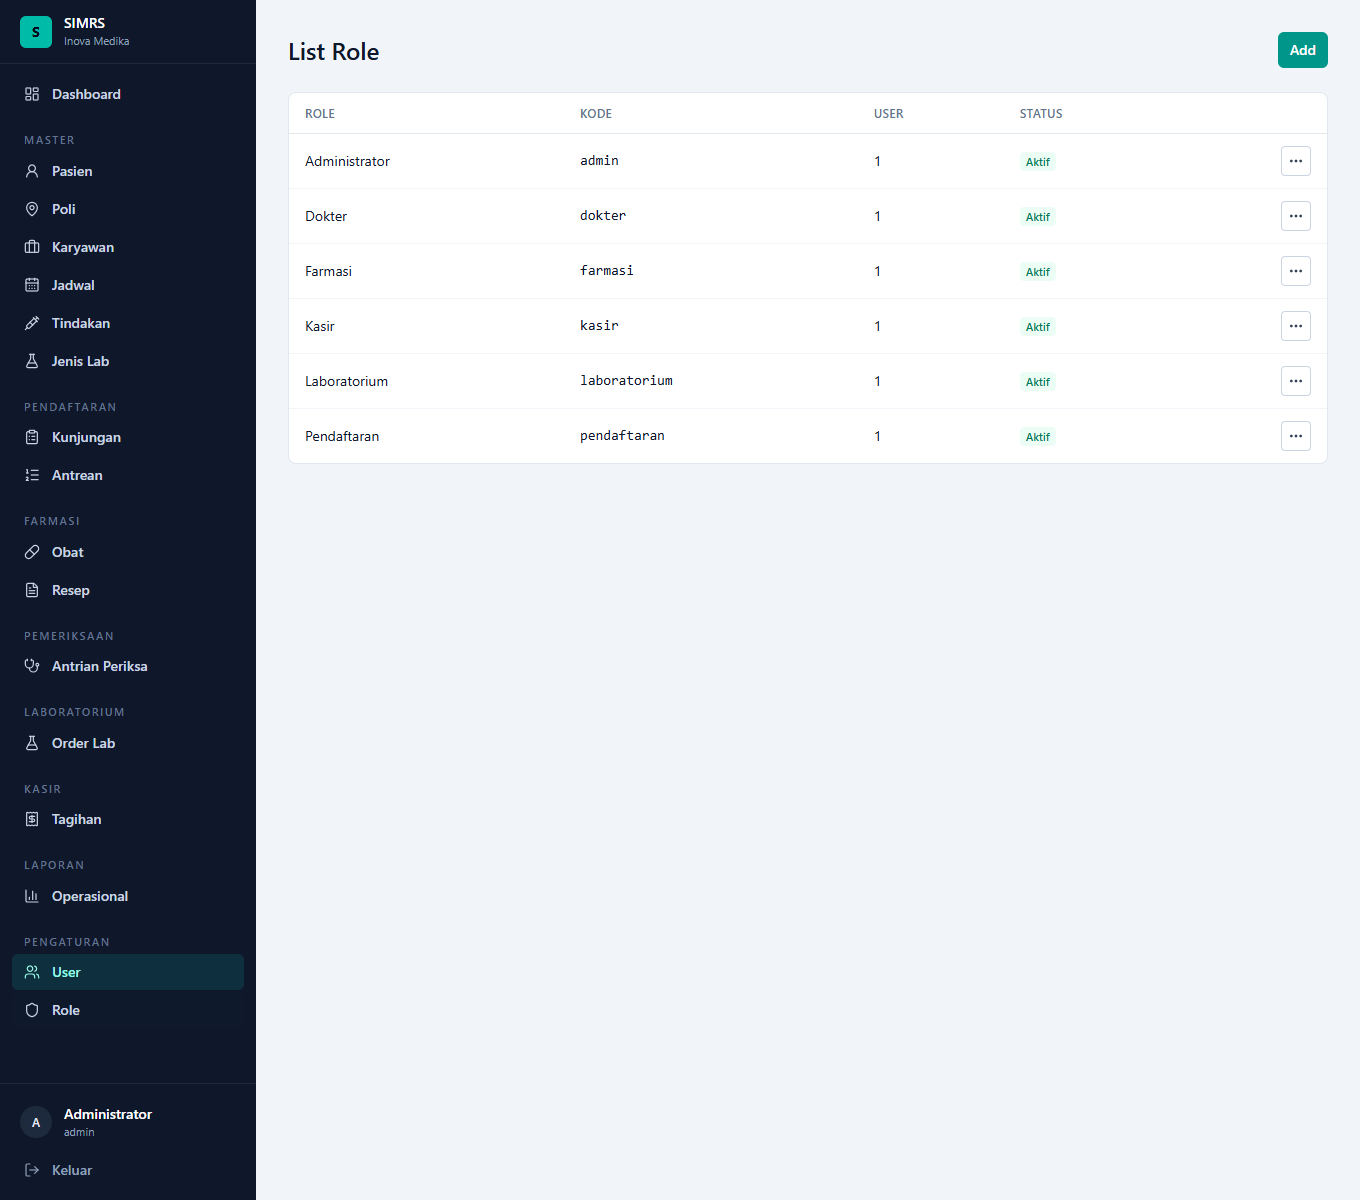 S
SIMRS
Inova Medika
Dashboard
MASTER
Pasien
Poli
Karyawan
Jadwal
Tindakan
Jenis Lab
PENDAFTARAN
Kunjungan
Antrean
FARMASI
Obat
Resep
PEMERIKSAAN
Antrian Periksa
LABORATORIUM
Order Lab
KASIR
Tagihan
LAPORAN
Operasional
PENGATURAN
User
Role
A
Administrator
admin
Keluar
List Role
Add
ROLE KODE USER STATUS
Administrator admin 1 Aktif
Dokter dokter 1 Aktif
Farmasi farmasi 1 Aktif
Kasir kasir 1 Aktif
Laboratorium laboratorium 1 Aktif
Pendaftaran pendaftaran 1 Aktif